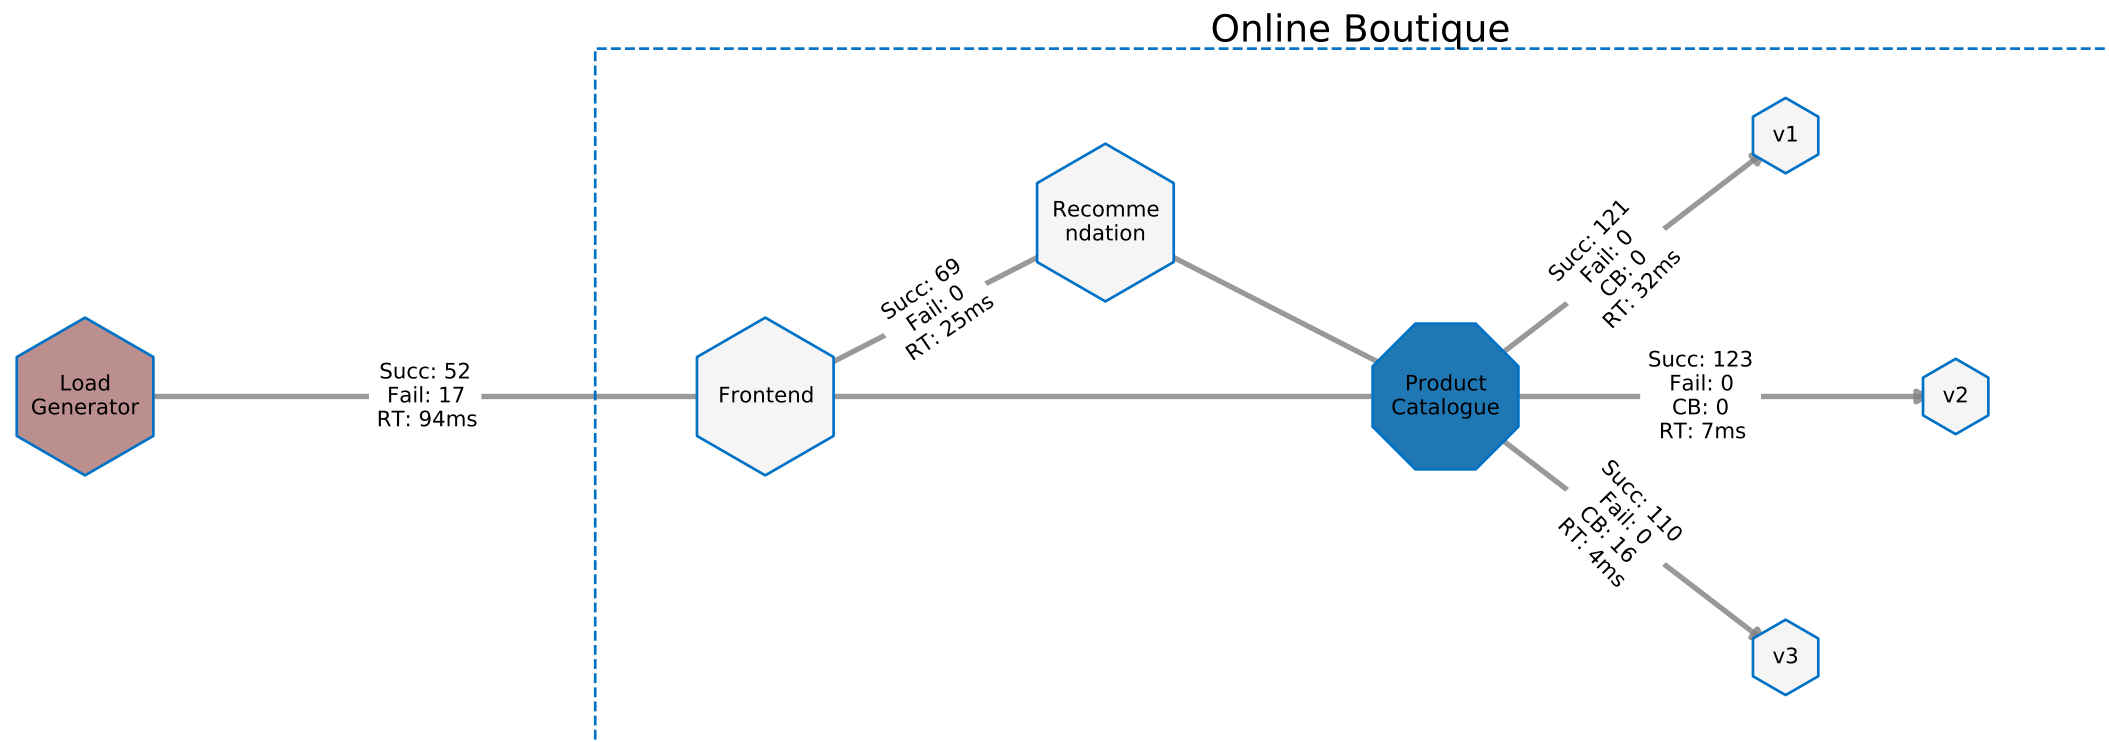 Online Boutique
Load
Generator
Succ: 52
Fail: 17
RT: 94ms
Frontend
Succ: 69
Fail: 0
RT: 25ms
Recomme
ndation
Product
Catalogue
Succ: 121
Fail: 0
CB: 0
RT: 32ms
v1
Succ: 123
Fail: 0
CB: 0
RT: 7ms
v2
Succ: 110
Fail: 0
CB: 16
RT: 4ms
v3